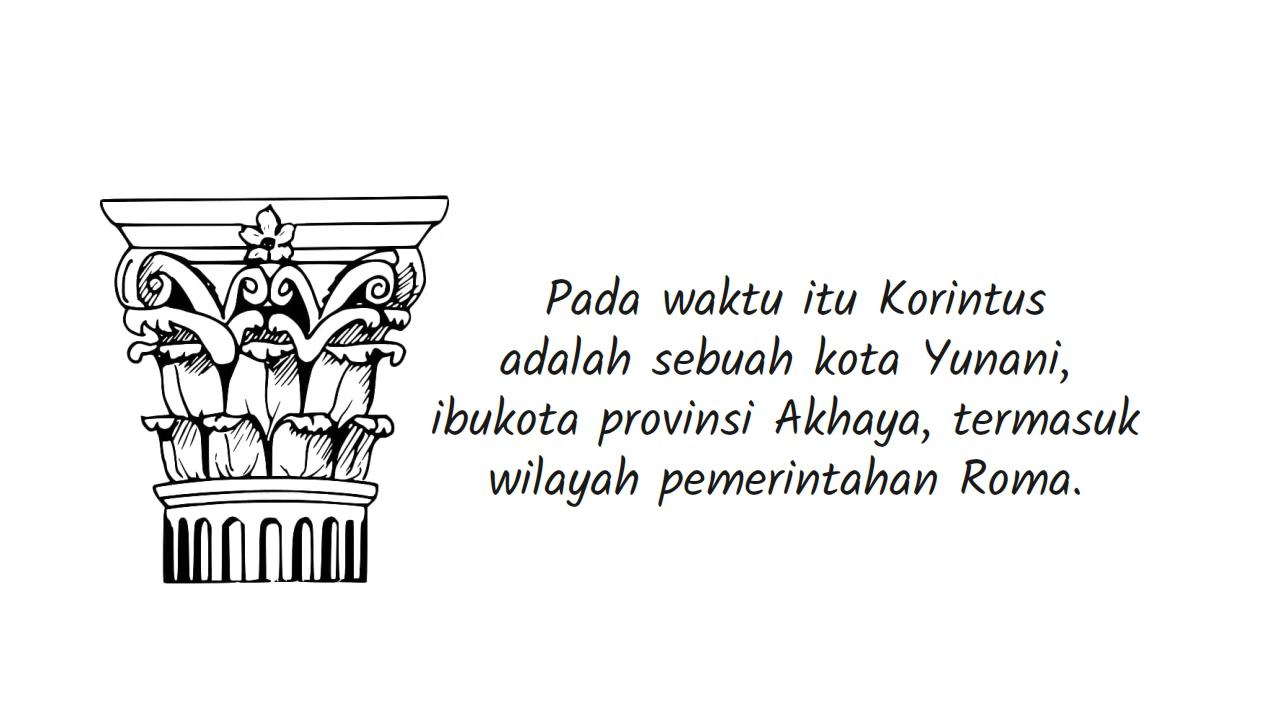 Pada waktu itu Korintus
adalah sebuah kota Yunani,
ibukota provinsi Akhaya, termasuk
wilayah pemerintahan Roma.